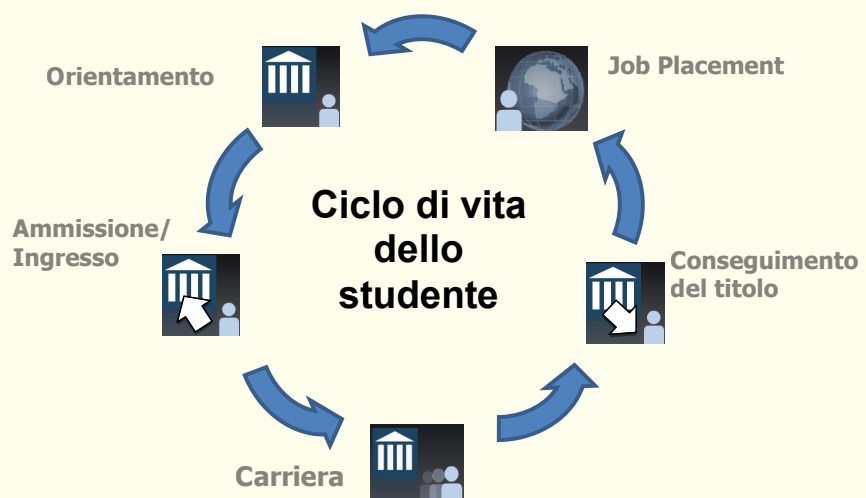 Orientamento
Job Placement
Ciclo di vita
dello
studente
Ammissione/
Ingresso
Conseguimento
del titolo
Carriera